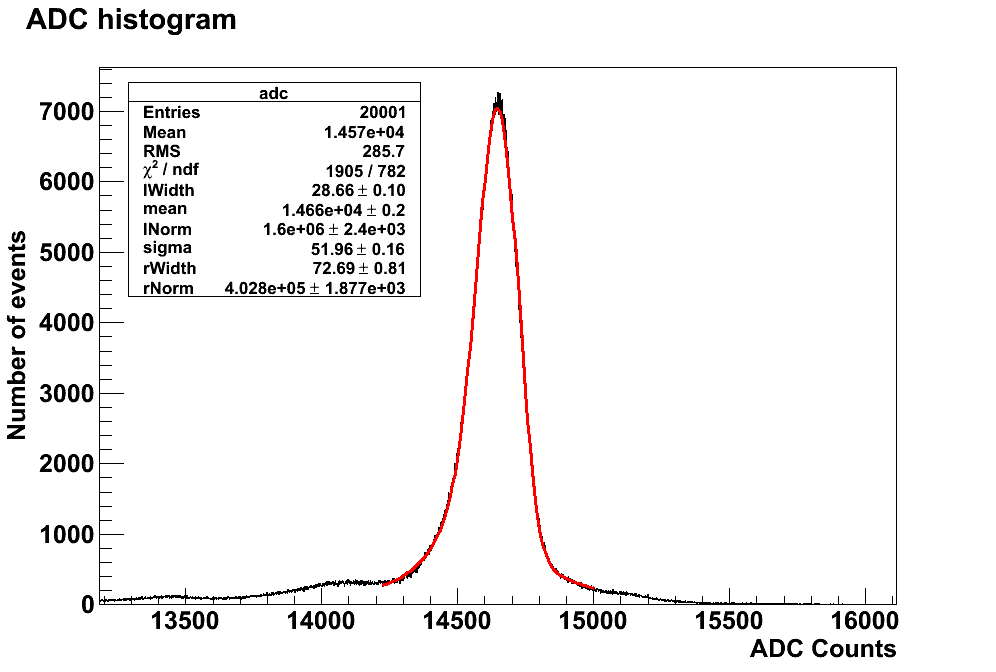 ADC histogram
adc
Entries 20001
Mean 1.457e+04
RMS 285.7
χ² / ndf 1905 / 782
lWidth 28.66 ± 0.10
mean 1.466e+04 ± 0.2
lNorm 1.6e+06 ± 2.4e+03
sigma 51.96 ± 0.16
rWidth 72.69 ± 0.81
rNorm 4.028e+05 ± 1.877e+03
Number of events
7000
6000
5000
4000
3000
2000
1000
0
13500 14000 14500 15000 15500 16000
ADC Counts